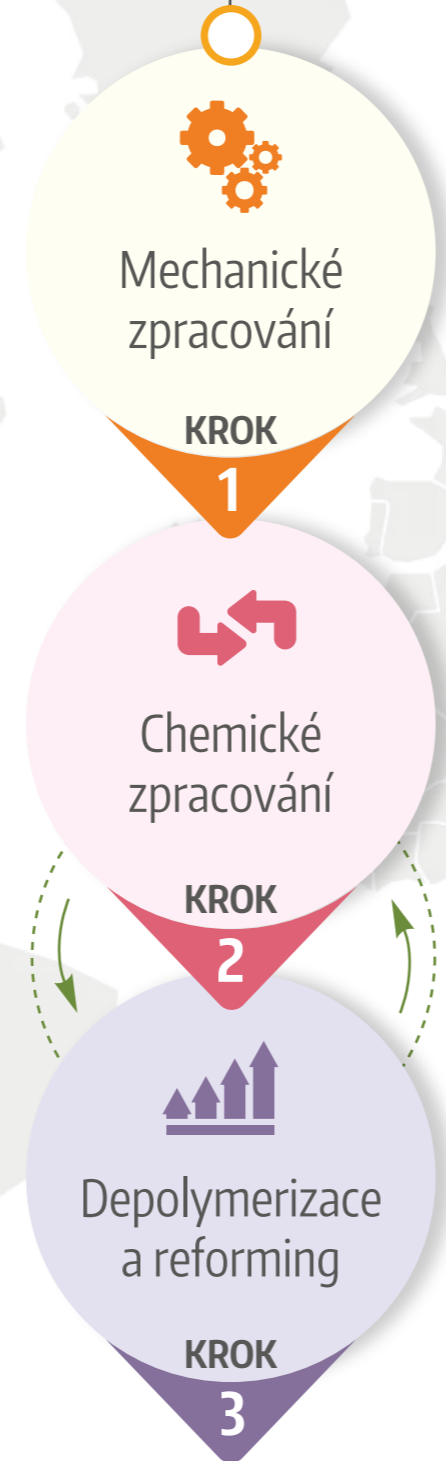 Mechanické
zpracování
KROK
1
Chemické
zpracování
KROK
2
Depolymerizace
a reforming
KROK
3